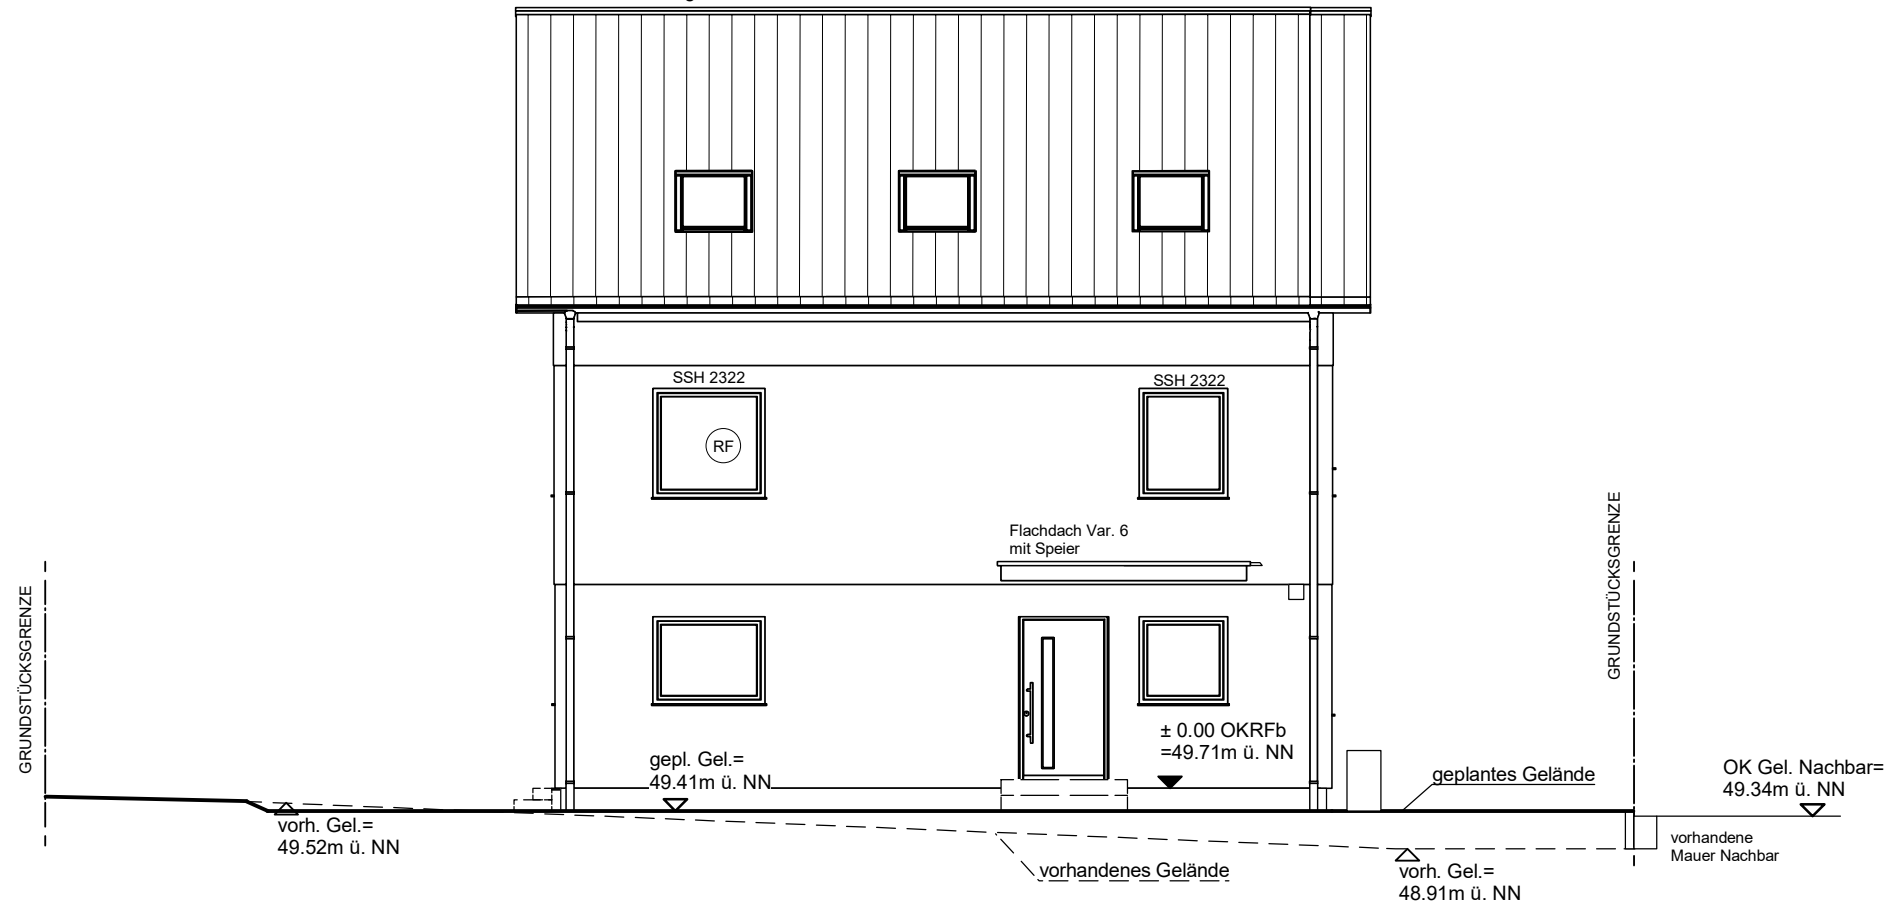 SSH 2322
SSH 2322
RF
Flachdach Var. 6
mit Speier
GRUNDSTÜCKSGRENZE
GRUNDSTÜCKSGRENZE
± 0.00 OKRFb
=49.71m ü. NN
gepl. Gel.=
49.41m ü. NN
geplantes Gelände
OK Gel. Nachbar=
49.34m ü. NN
vorh. Gel.=
49.52m ü. NN
vorhandenes Gelände
vorhandene
Mauer Nachbar
vorh. Gel.=
48.91m ü. NN